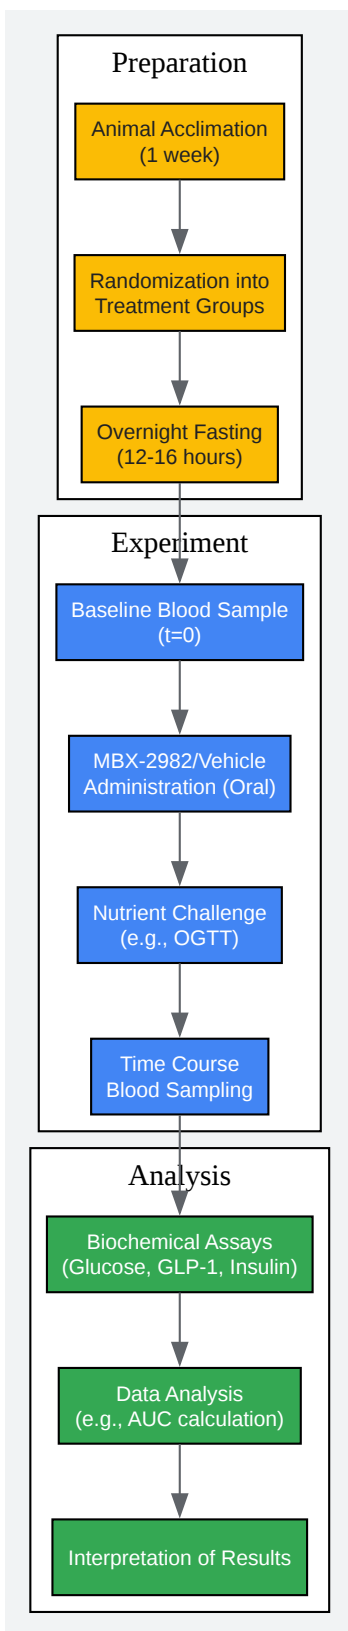 Preparation
Animal Acclimation
(1 week)
Randomization into
Treatment Groups
Overnight Fasting
(12-16 hours)
Experiment
Baseline Blood Sample
(t=0)
MBX-2982/Vehicle
Administration (Oral)
Nutrient Challenge
(e.g., OGTT)
Time Course
Blood Sampling
Analysis
Biochemical Assays
(Glucose, GLP-1, Insulin)
Data Analysis
(e.g., AUC calculation)
Interpretation of Results